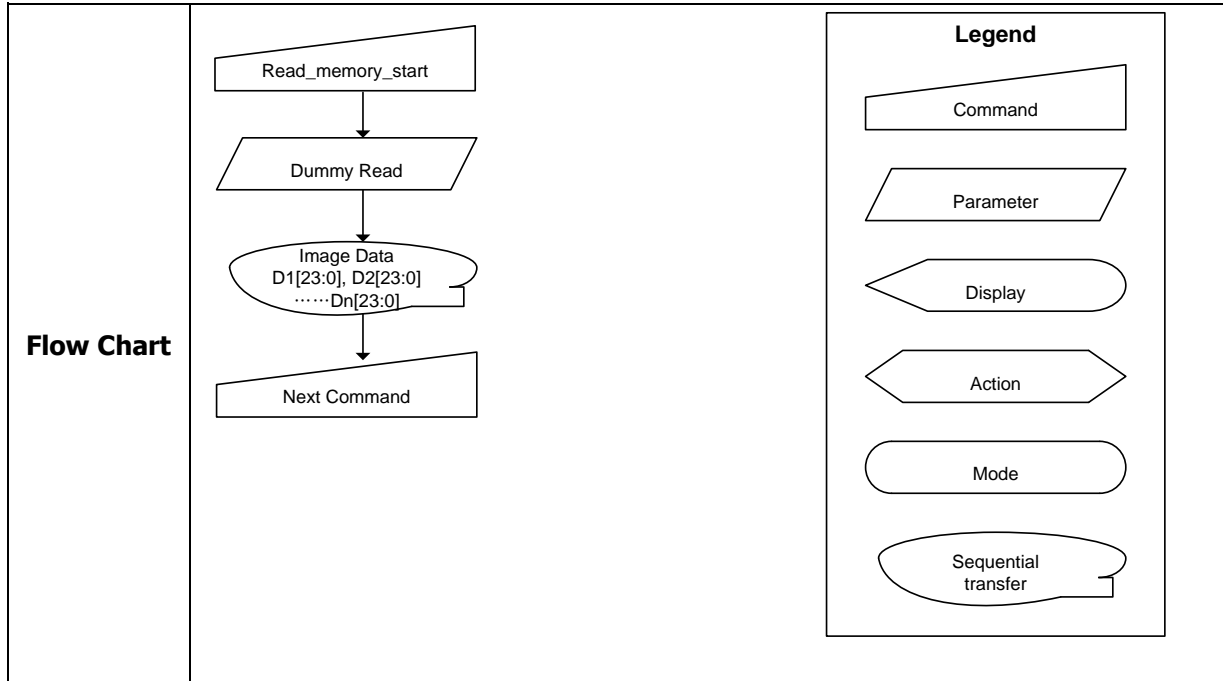 Flow Chart
Read_memory_start
Dummy Read
Image Data
D1[23:0], D2[23:0]
……Dn[23:0]
Next Command
Legend
Command
Parameter
Display
Action
Mode
Sequential
transfer